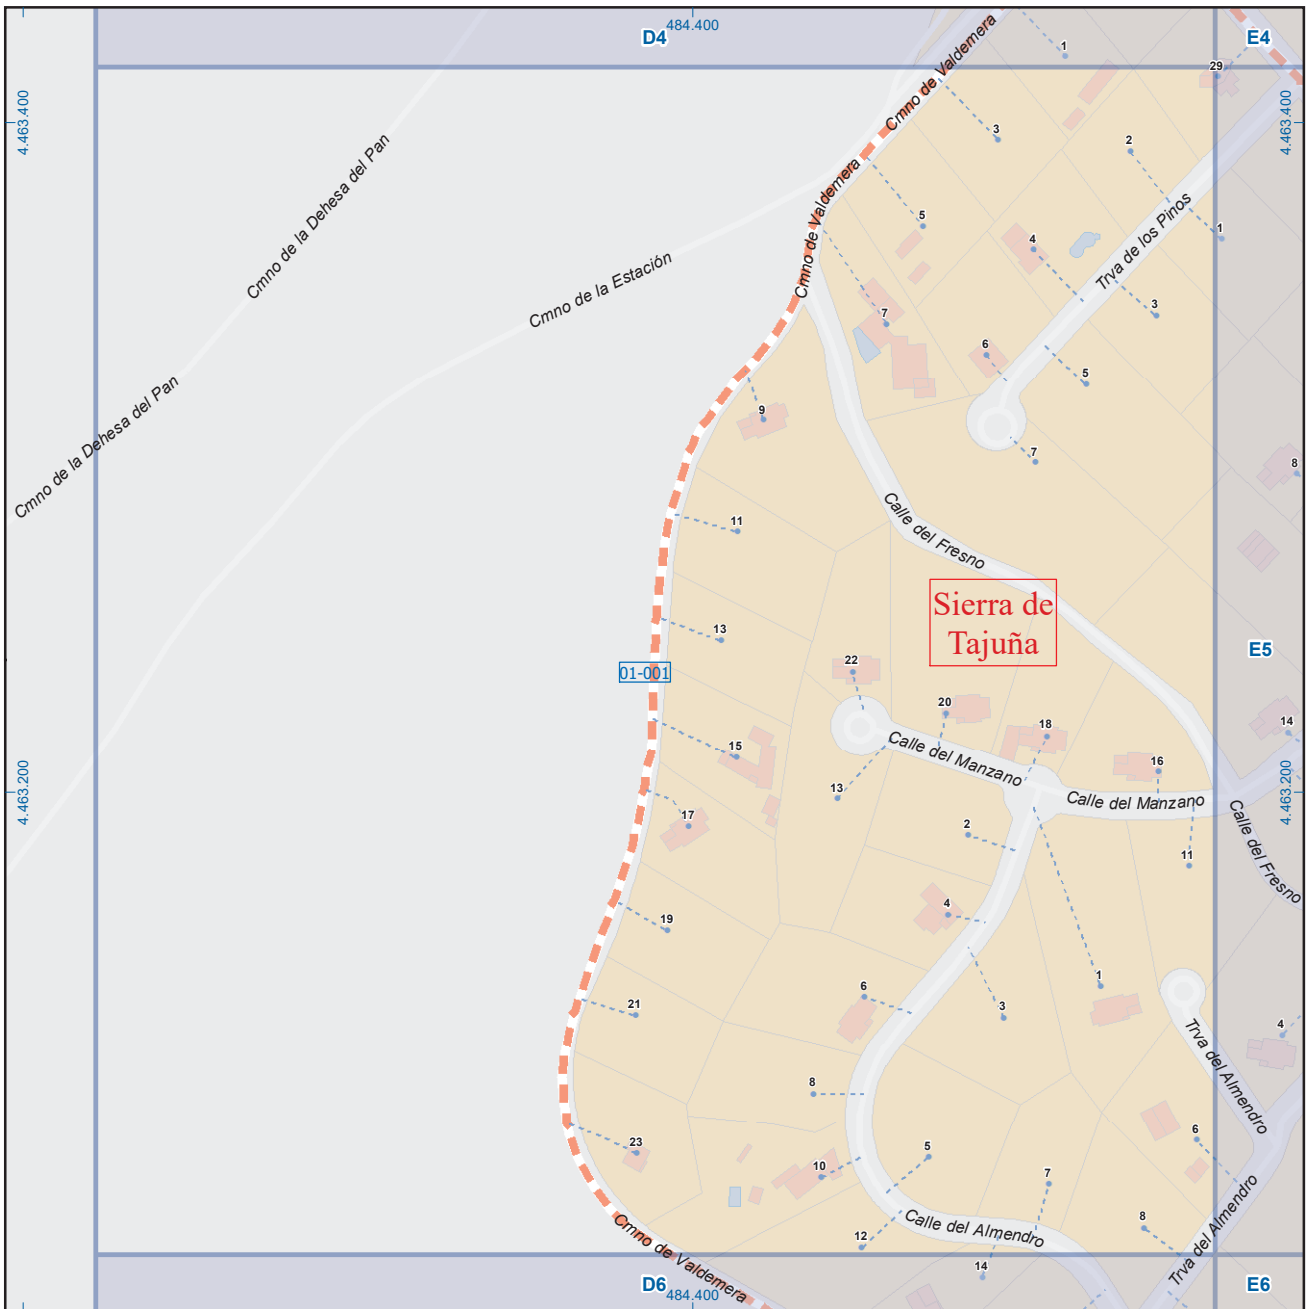 D4
484.400
E4
4.463.400
4.463.400
Cmno de Valdemera
1
29
3
2
Cmno de la Dehesa del Pan
Cmno de Valdemera
5
4
1
Trva de los Pinos
Cmno de la Estación
Cmno de Valdemera
7
3
6
5
Cmno de la Dehesa del Pan
9
7
8
11
Calle del Fresno
Sierra de
Tajuña
13
E5
01-001
22
20
18
14
15
Calle del Manzano
16
13
Calle del Manzano
4.463.200
4.463.200
17
2
11
Calle del Fresno
4
19
1
6
3
21
4
Trva del Almendro
8
23
10
5
6
7
Calle del Almendro
8
12
Trva del Almendro
Cmno de Valdemera
14
D6
484.400
E6